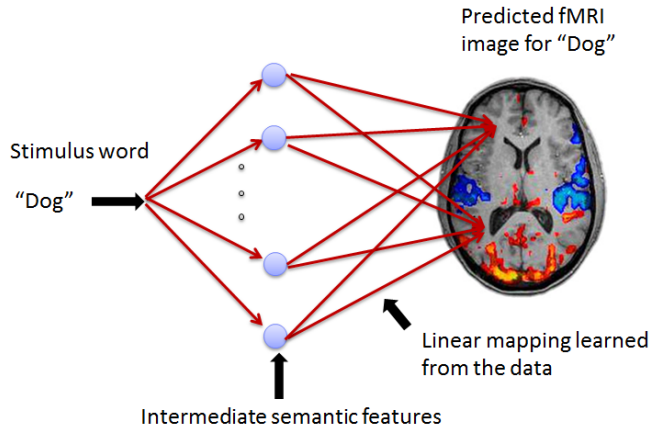 Predicted fMRI
image for “Dog”
Stimulus word
“Dog”
Linear mapping learned
from the data
Intermediate semantic features